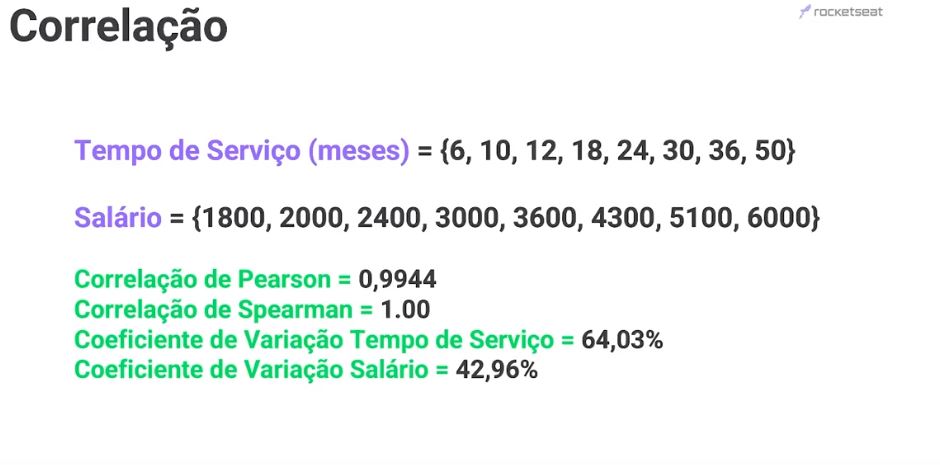 Correlação
rocketseat
Tempo de Serviço (meses) = {6, 10, 12, 18, 24, 30, 36, 50}
Salário = {1800, 2000, 2400, 3000, 3600, 4300, 5100, 6000}
Correlação de Pearson = 0,9944
Correlação de Spearman = 1.00
Coeficiente de Variação Tempo de Serviço = 64,03%
Coeficiente de Variação Salário = 42,96%